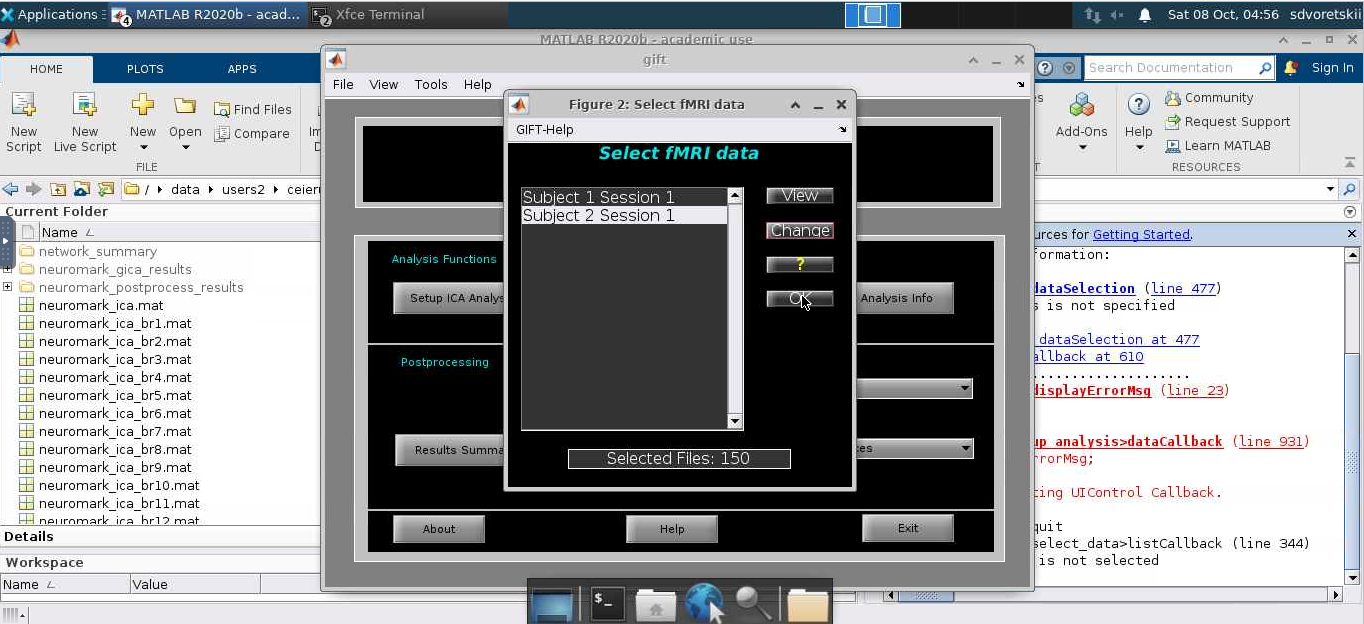 Applications
MATLAB R2020b - acad...
Xfce Terminal
Sat 08 Oct, 04:56
sdvoretskii
MATLAB R2020b - academic use
HOME
PLOTS
APPS
Search Documentation
Sign In
New Script
New Live Script
New
Open
Find Files
Compare
FILE
Add-Ons
Help
Community
Request Support
Learn MATLAB
RESOURCES
/ data users2
Current Folder
Name
network_summary
neuromark_gica_results
neuromark_postprocess_results
neuromark_ica.mat
neuromark_ica_br1.mat
neuromark_ica_br2.mat
neuromark_ica_br3.mat
neuromark_ica_br4.mat
neuromark_ica_br5.mat
neuromark_ica_br6.mat
neuromark_ica_br7.mat
neuromark_ica_br8.mat
neuromark_ica_br9.mat
neuromark_ica_br10.mat
neuromark_ica_br11.mat
neuromark_ica_br12.mat
Details
Workspace
Name
Value
gift
File View Tools Help
Analysis Functions
Setup ICA Analys
Analysis Info
Postprocessing
Results Summa
About
Help
Exit
Figure 2: Select fMRI data
GIFT-Help
Select fMRI data
Subject 1 Session 1
Subject 2 Session 1
View
Change
?
OK
Selected Files: 150
urces for Getting Started.
formation:
dataSelection (line 477)
s is not specified
dataSelection at 477
allback at 610
displayErrorMsg (line 23)
up_analysis>dataCallback (line 931)
rrorMsg;
ting UIControl Callback.
quit
select_data>listCallback (line 344)
is not selected